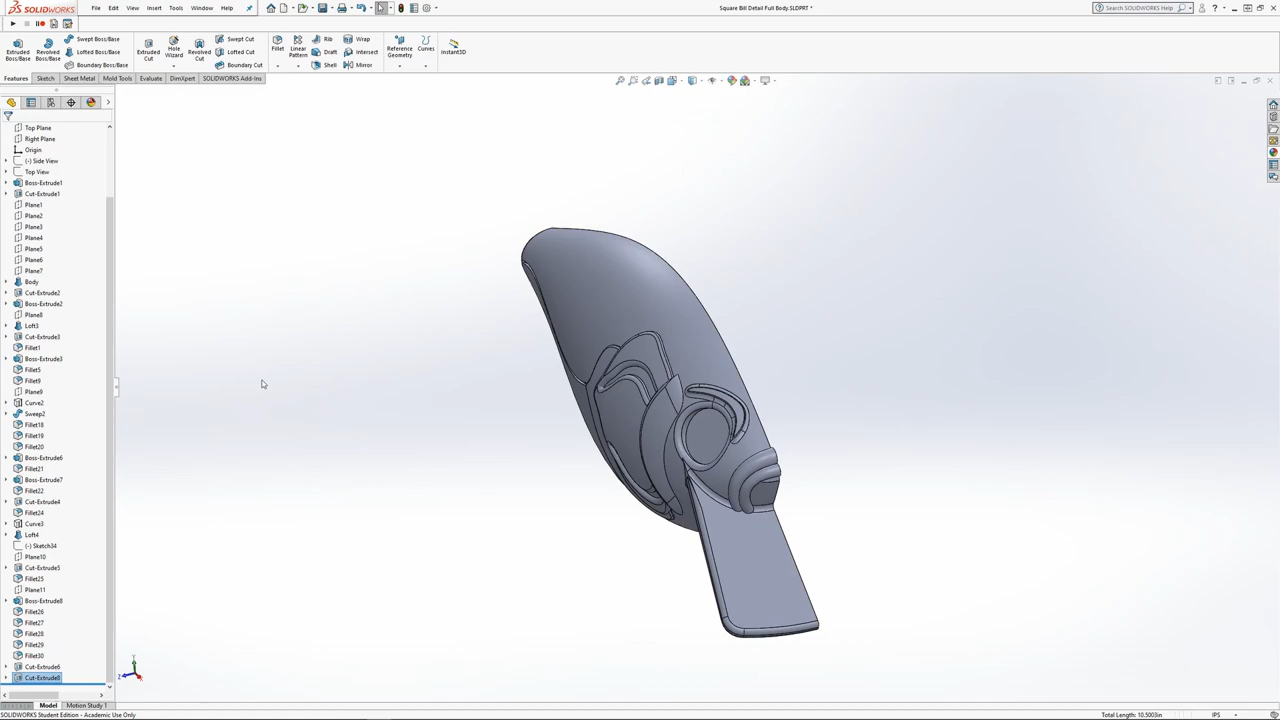 SOLIDWORKS File Edit View Insert Tools Window Help Square Bill Detail Full Body.SLDPRT * Search SOLIDWORKS Help
Extruded Boss/Base
Revolved Boss/Base
Swept Boss/Base
Lofted Boss/Base
Boundary Boss/Base
Extruded Cut
Hole Wizard
Revolved Cut
Swept Cut
Lofted Cut
Boundary Cut
Fillet
Linear Pattern
Rib
Draft
Shell
Wrap
Intersect
Mirror
Reference Geometry
Curves
Instant3D
Features Sketch Sheet Metal Mold Tools Evaluate DimXpert SOLIDWORKS Add-Ins
Top Plane
Right Plane
Origin
(-) Side View
Top View
Boss-Extrude1
Cut-Extrude1
Plane1
Plane2
Plane3
Plane4
Plane5
Plane6
Plane7
Body
Cut-Extrude2
Boss-Extrude2
Plane8
Loft3
Cut-Extrude3
Fillet1
Boss-Extrude3
Fillet5
Fillet9
Plane9
Curve2
Sweep2
Fillet18
Fillet19
Fillet20
Boss-Extrude6
Fillet21
Boss-Extrude7
Fillet22
Cut-Extrude4
Fillet24
Curve3
Loft4
(-) Sketch34
Plane10
Cut-Extrude5
Fillet25
Plane11
Boss-Extrude8
Fillet26
Fillet27
Fillet28
Fillet29
Fillet30
Cut-Extrude6
Cut-Extrude8
Y
Z
Model Motion Study 1
SOLIDWORKS Student Edition - Academic Use Only Total Length: 10.5003in IPS